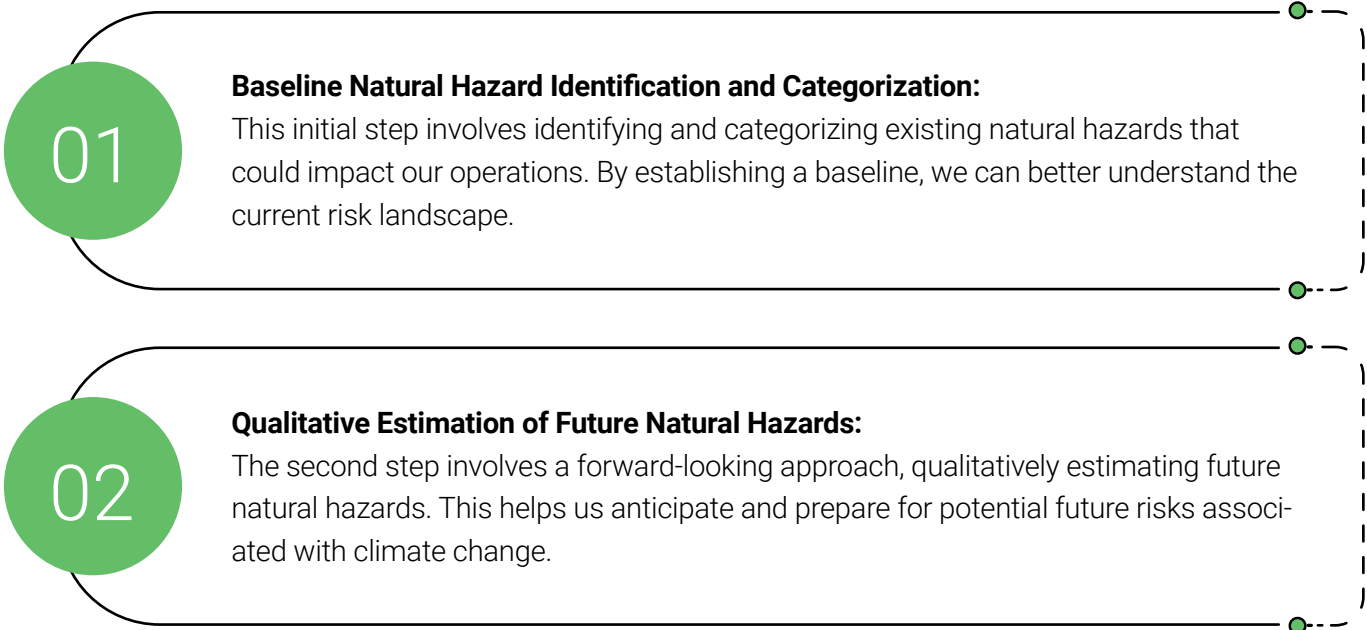 01
Baseline Natural Hazard Identification and Categorization:
This initial step involves identifying and categorizing existing natural hazards that
could impact our operations. By establishing a baseline, we can better understand the
current risk landscape.
02
Qualitative Estimation of Future Natural Hazards:
The second step involves a forward-looking approach, qualitatively estimating future
natural hazards. This helps us anticipate and prepare for potential future risks associ-
ated with climate change.